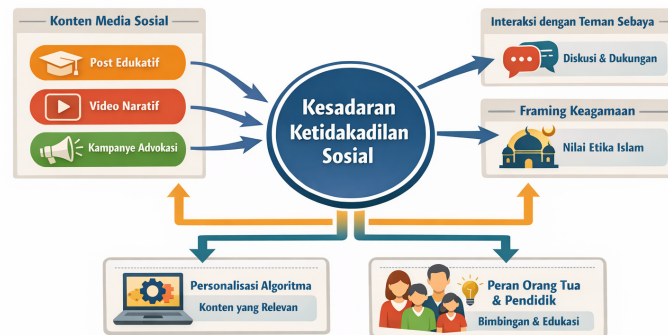 Konten Media Sosial
Post Edukatif
Video Naratif
Kampanye Advokasi
Kesadaran
Ketidakadilan
Sosial
Interaksi dengan Teman Sebaya
Diskusi & Dukungan
Framing Keagamaan
Nilai Etika Islam
Personalisasi Algoritma
Konten yang Relevan
Peran Orang Tua
& Pendidik
Bimbingan & Edukasi